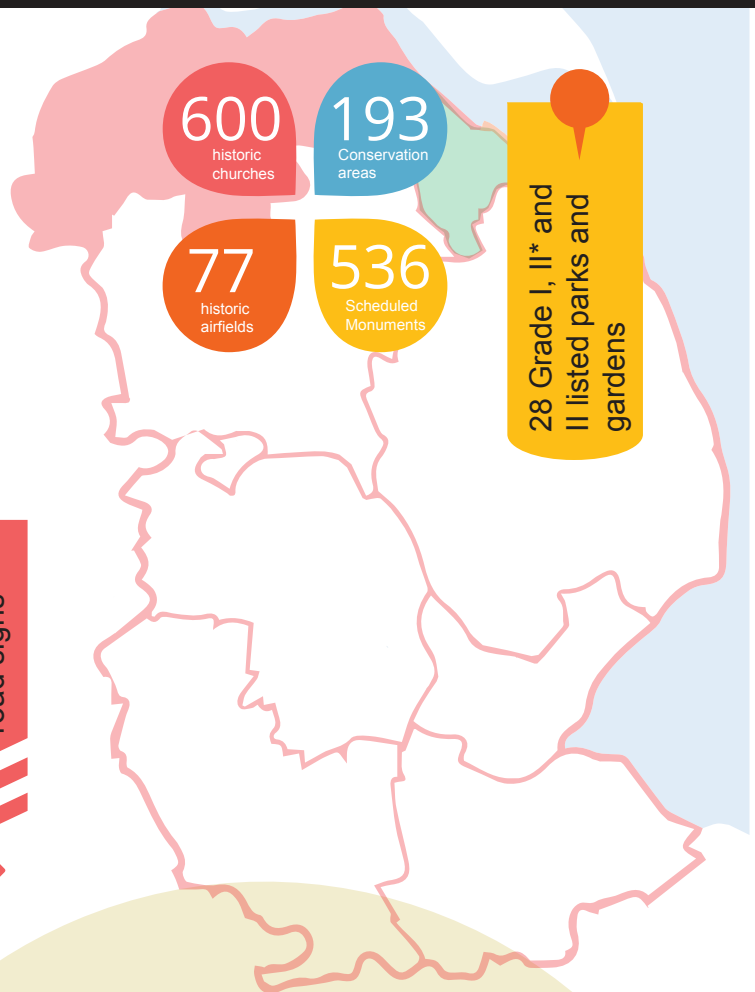 600
historic
churches
193
Conservation
areas
77
historic
airfields
536
Scheduled
Monuments
28 Grade I, II* and
II listed parks and
gardens
signs